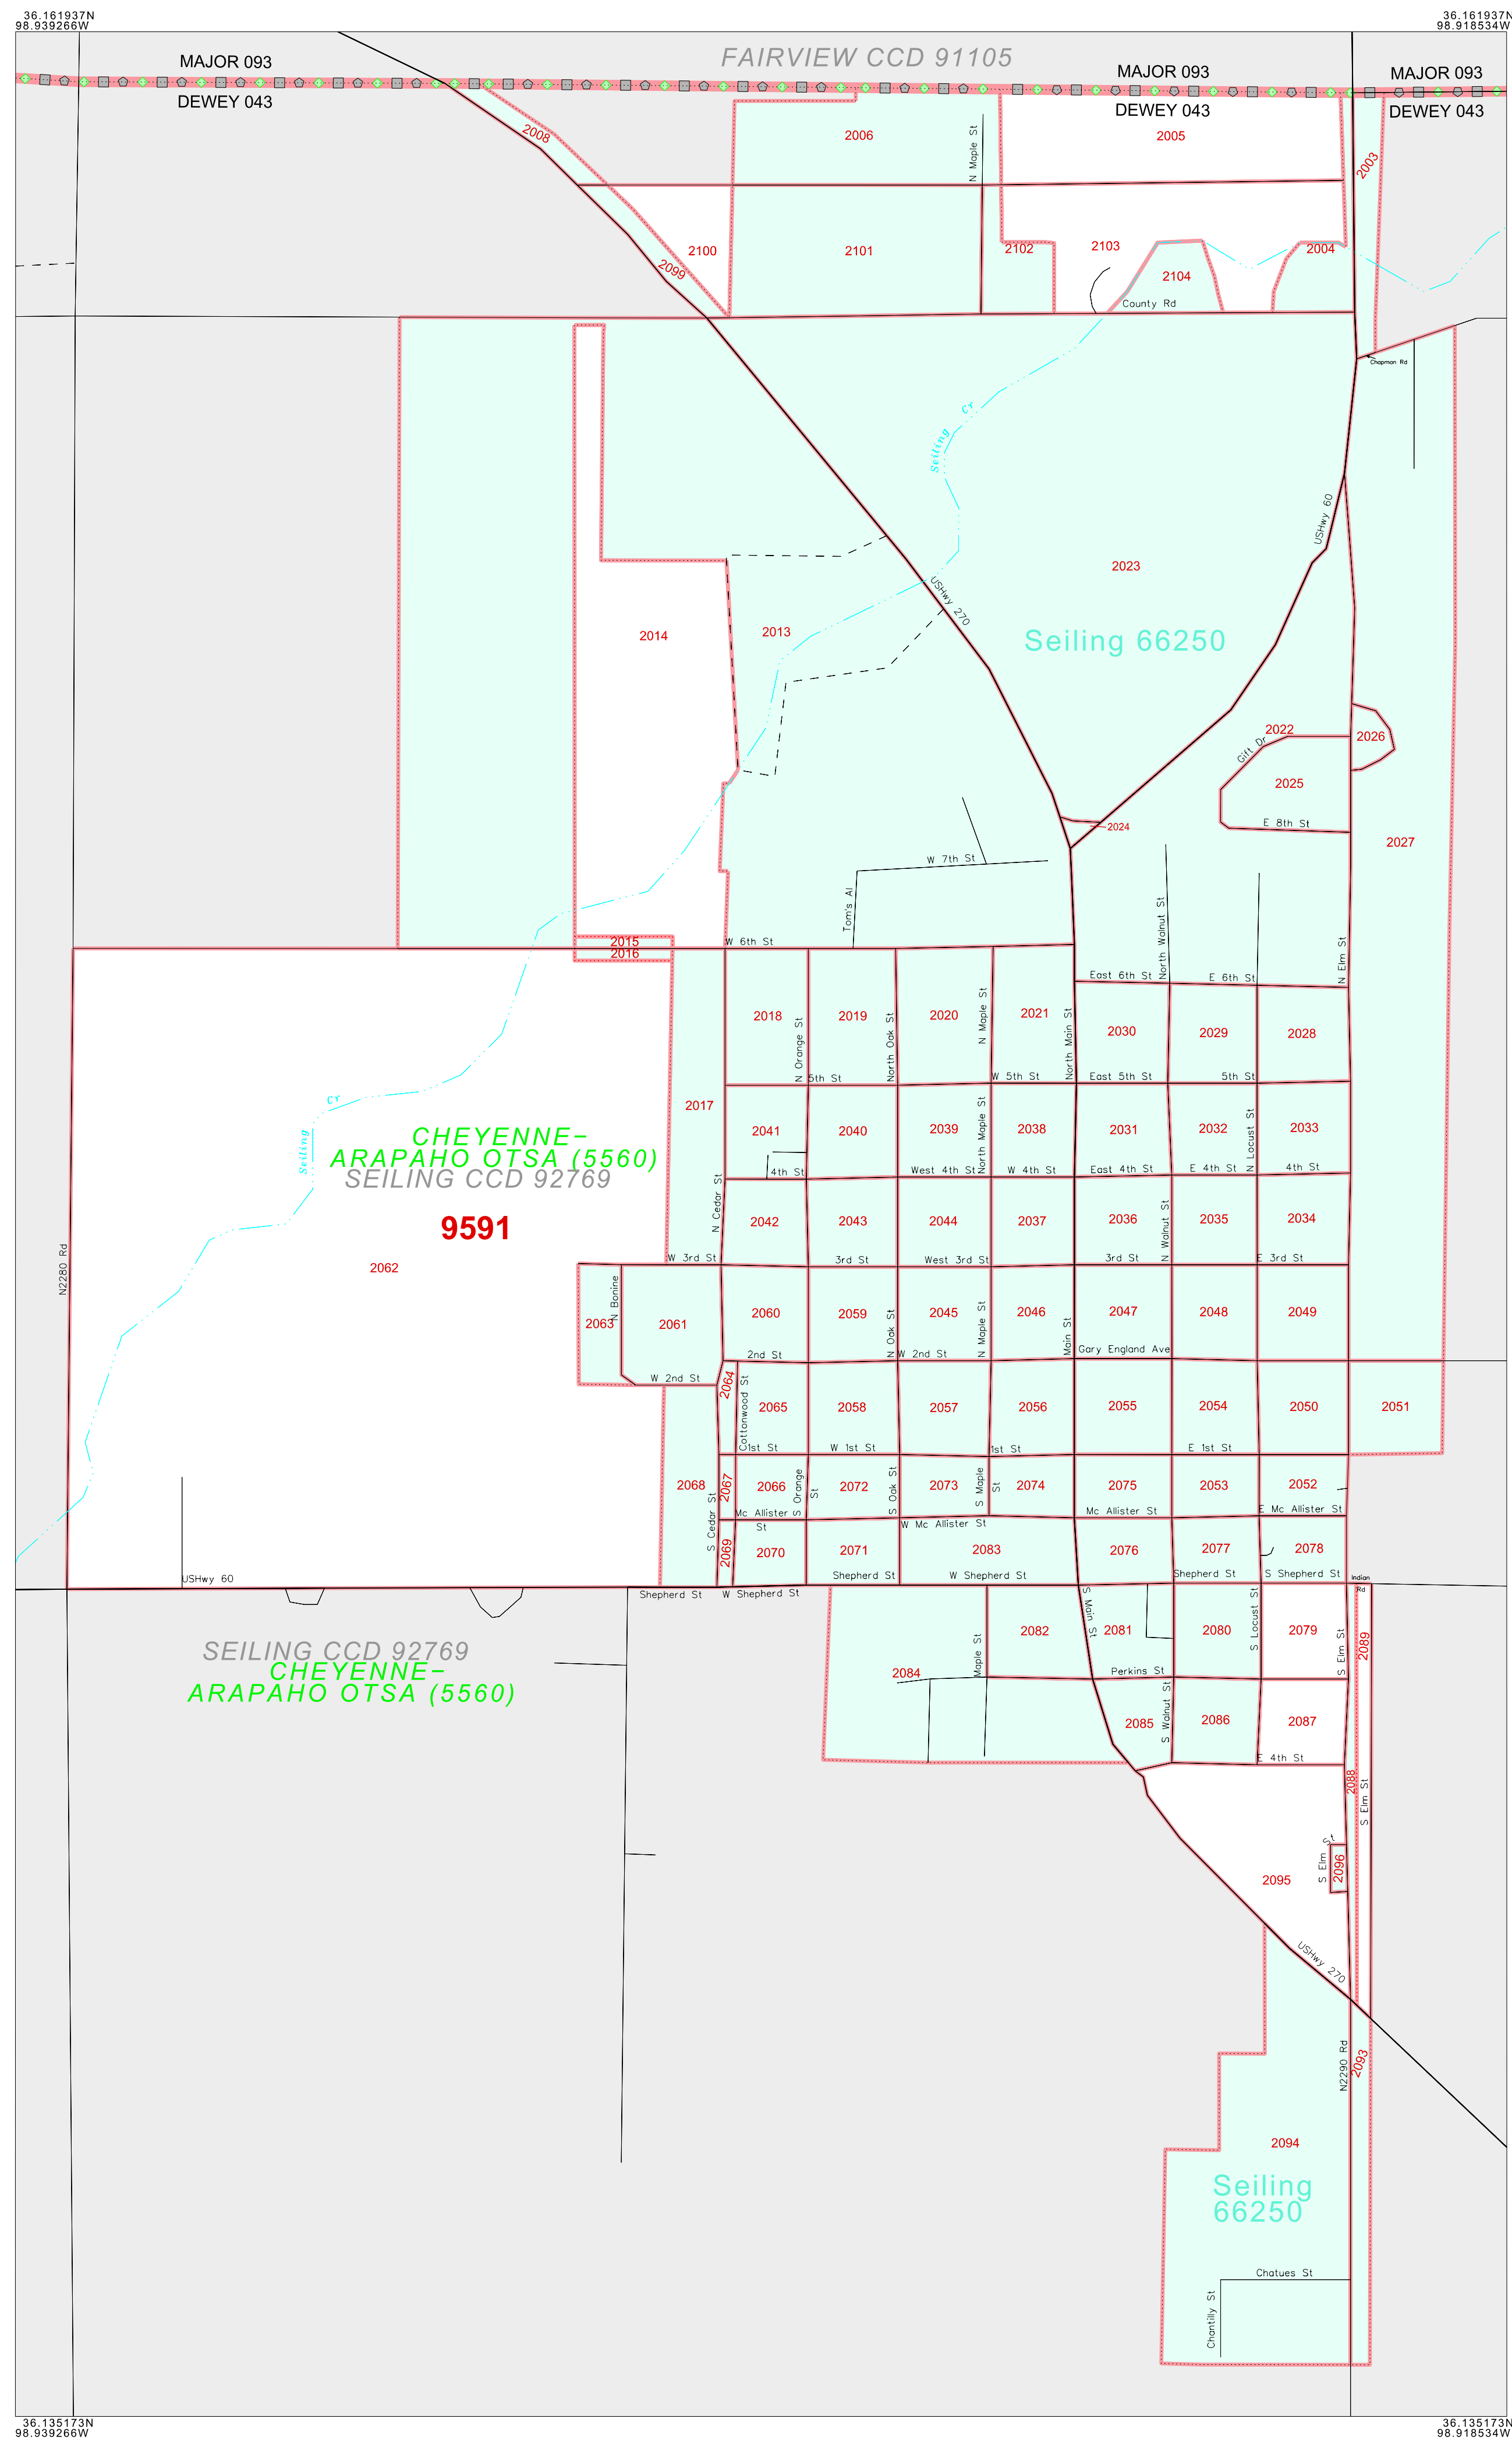 36.161937N
98.939266W
36.161937N
98.918534W
FAIRVIEW CCD 91105
MAJOR 093
DEWEY 043
MAJOR 093
DEWEY 043
MAJOR 093
DEWEY 043
2008
2006
N Maple St
2005
2003
2100
2099
2101
2102
2103
2104
2004
County Rd
Chapman Rd
Seiling Cr
USHwy 60
2023
USHwy 270
2014
2013
Seiling 66250
2022
2026
Gift Dr
2025
E 8th St
2024
2027
W 7th St
Tom's Al
North Walnut St
N Elm St
2015
2016
W 6th St
East 6th St
E 6th St
2018
2019
2020
2021
2030
2029
2028
N Orange St
North Oak St
N Maple St
North Main St
5th St
W 5th St
East 5th St
5th St
2017
2041
2040
2039
2038
2031
2032
2033
North Maple St
N Locust St
4th St
West 4th St
W 4th St
East 4th St
E 4th St
4th St
Seiling
Cr
CHEYENNE-
ARAPAHO OTSA (5560)
SEILING CCD 92769
9591
2062
N2280 Rd
N Cedar St
2042
2043
2044
2037
2036
2035
2034
N Walnut St
W 3rd St
3rd St
West 3rd St
3rd St
E 3rd St
N Bonine
2063
2061
2060
2059
2045
2046
2047
2048
2049
N Oak St
N Maple St
Main St
2nd St
W 2nd St
Gary England Ave
W 2nd St
2064
Cottonwood St
2065
2058
2057
2056
2055
2054
2050
2051
1st St
W 1st St
1st St
E 1st St
2068
2067
2066
2072
2073
2074
2075
2053
2052
S Cedar St
S Orange
St
S Oak St
S Maple
St
Mc Allister
St
W Mc Allister St
Mc Allister St
E Mc Allister St
2069
2070
2071
2083
2076
2077
2078
USHwy 60
Shepherd St
W Shepherd St
Shepherd St
W Shepherd St
Shepherd St
S Shepherd St
Indian
Rd
SEILING CCD 92769
CHEYENNE-
ARAPAHO OTSA (5560)
2084
Maple St
2082
S Main St
2081
2080
S Locust St
2079
S Elm St
2089
Perkins St
2085
S Walnut St
2086
2087
E 4th St
2088
S Elm St
2095
S Elm St
2096
USHwy 270
N2290 Rd
2093
2094
Seiling
66250
Chatues St
Chantilly St
36.135173N
98.939266W
36.135173N
98.918534W